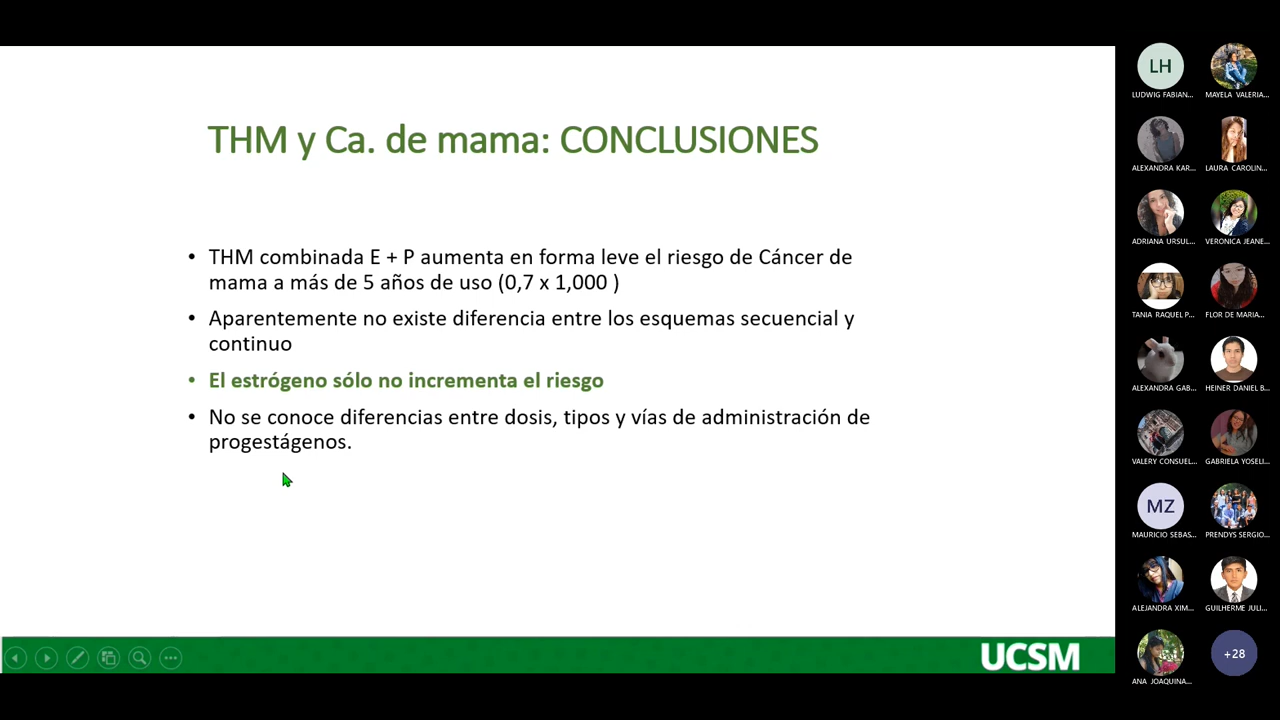 THM y Ca. de mama: CONCLUSIONES
• THM combinada E + P aumenta en forma leve el riesgo de Cáncer de
mama a más de 5 años de uso (0,7 x 1,000 )
• Aparentemente no existe diferencia entre los esquemas secuencial y
continuo
• El estrógeno sólo no incrementa el riesgo
• No se conoce diferencias entre dosis, tipos y vías de administración de
progestágenos.
UCSM
LH
LUDWIG FABIAN...
MAYELA VALERIA...
ALEXANDRA KAR...
LAURA CAROLIN...
ADRIANA URSUL...
VERONICA JEANE...
TANIA RAQUEL P...
FLOR DE MARIA...
ALEXANDRA GAB...
HEINER DANIEL B...
VALERY CONSUEL...
GABRIELA YOSELI...
MZ
MAURICIO SEBAS...
PRENDYS SERGIO...
ALEJANDRA XIM...
GUILHERME JULI...
ANA JOAQUINA...
+28